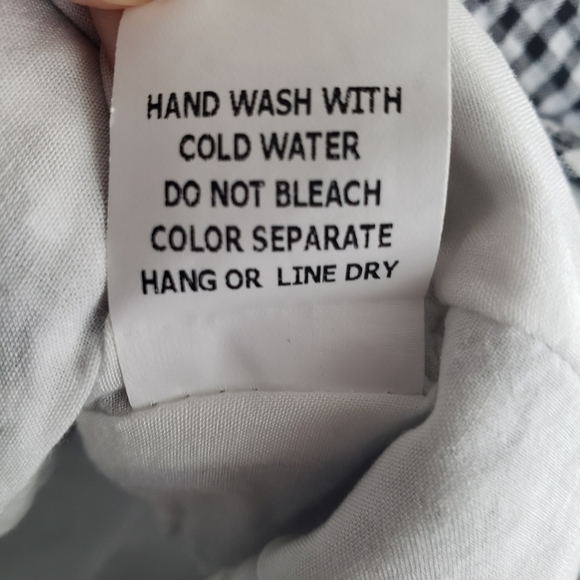 HAND WASH WITH
COLD WATER
DO NOT BLEACH
COLOR SEPARATE
HANG OR LINE DRY